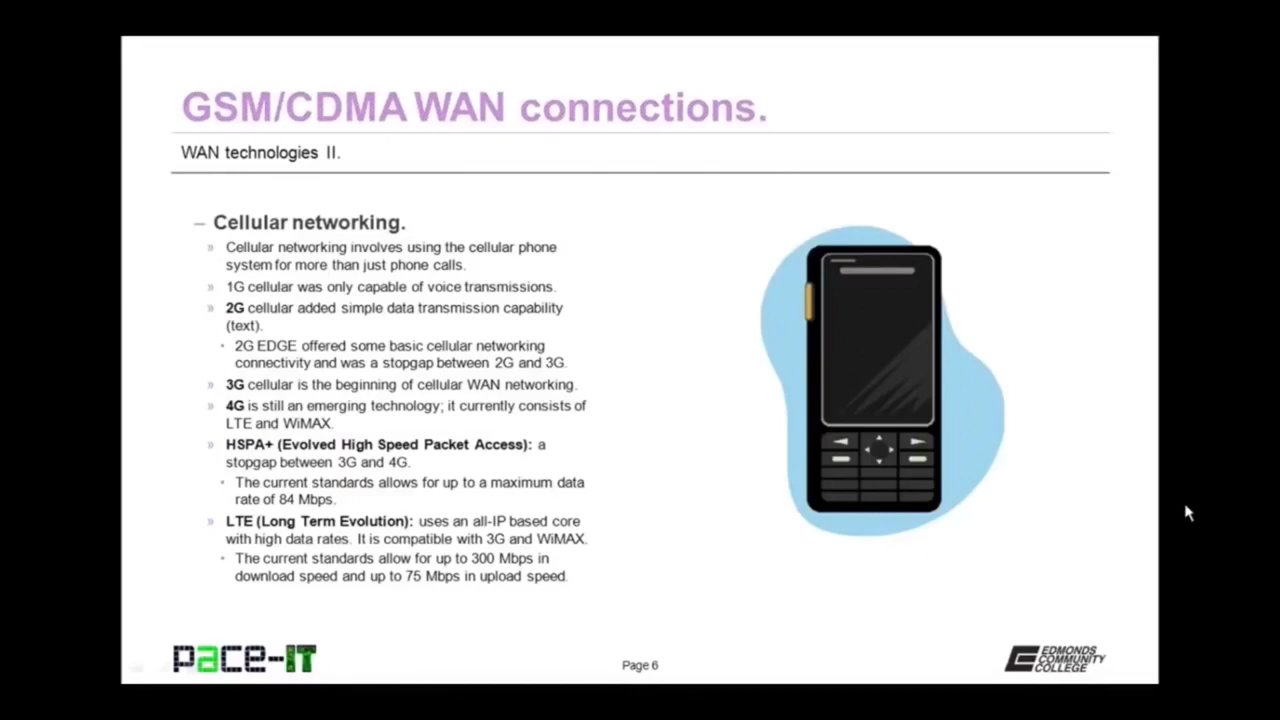 GSM/CDMA WAN connections.
WAN technologies II.
– Cellular networking.
» Cellular networking involves using the cellular phone
system for more than just phone calls.
» 1G cellular was only capable of voice transmissions.
» 2G cellular added simple data transmission capability
(text).
• 2G EDGE offered some basic cellular networking
connectivity and was a stopgap between 2G and 3G.
» 3G cellular is the beginning of cellular WAN networking.
» 4G is still an emerging technology; it currently consists of
LTE and WiMAX.
» HSPA+ (Evolved High Speed Packet Access): a
stopgap between 3G and 4G.
• The current standards allows for up to a maximum data
rate of 84 Mbps.
» LTE (Long Term Evolution): uses an all-IP based core
with high data rates. It is compatible with 3G and WiMAX.
• The current standards allow for up to 300 Mbps in
download speed and up to 75 Mbps in upload speed.
pace-IT
Page 6
EDMONDS
COMMUNITY
COLLEGE